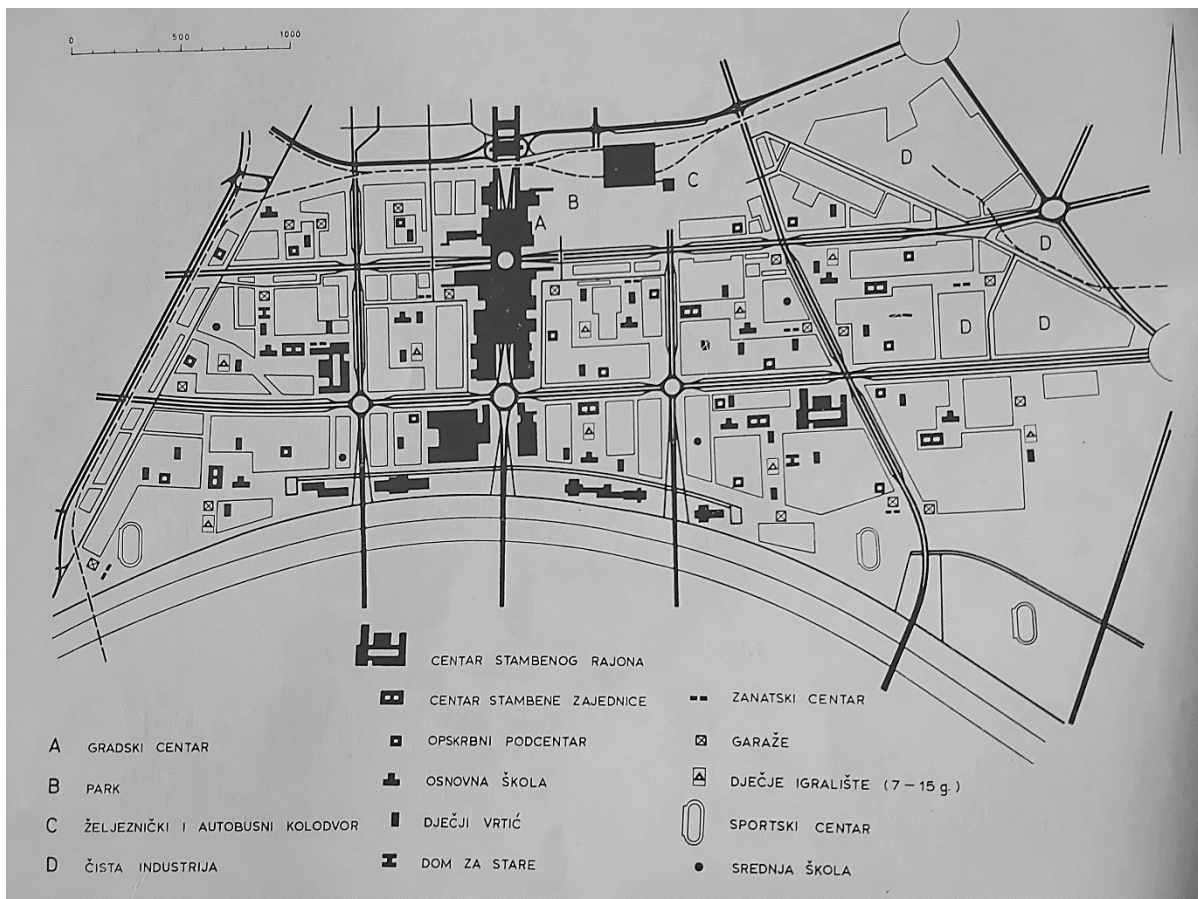 0 500 1000
D
C
B
A
D
D
D
CENTAR STAMBENOG RAJONA
CENTAR STAMBENE ZAJEDNICE
OPSKRBNI PODCENTAR
OSNOVNA ŠKOLA
DJEČJI VRTIĆ
DOM ZA STARE
ZANATSKI CENTAR
GARAŽE
DJEČJE IGRALIŠTE (7-15 g.)
SPORTSKI CENTAR
SREDNJA ŠKOLA
A GRADSKI CENTAR
B PARK
C ŽELJEZNIČKI I AUTOBUSNI KOLODVOR
D ČISTA INDUSTRIJA